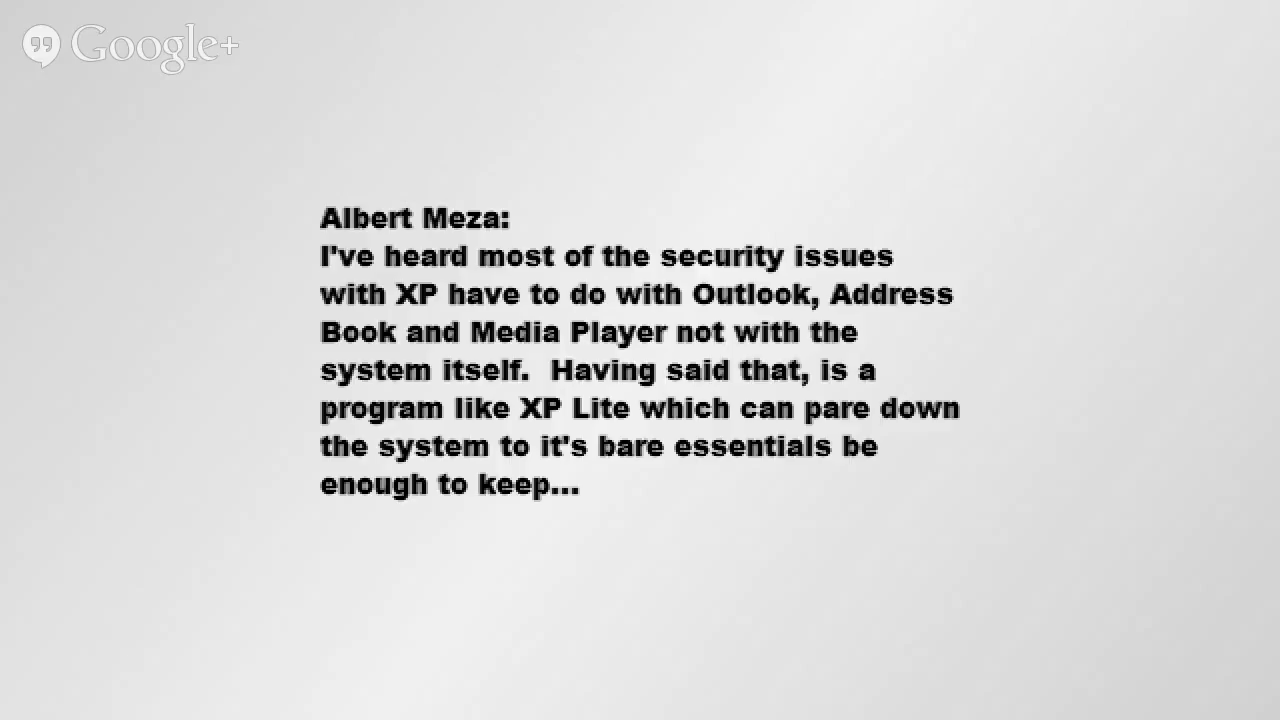 Google+
Albert Meza:
I've heard most of the security issues
with XP have to do with Outlook, Address
Book and Media Player not with the
system itself.  Having said that, is a
program like XP Lite which can pare down
the system to it's bare essentials be
enough to keep...